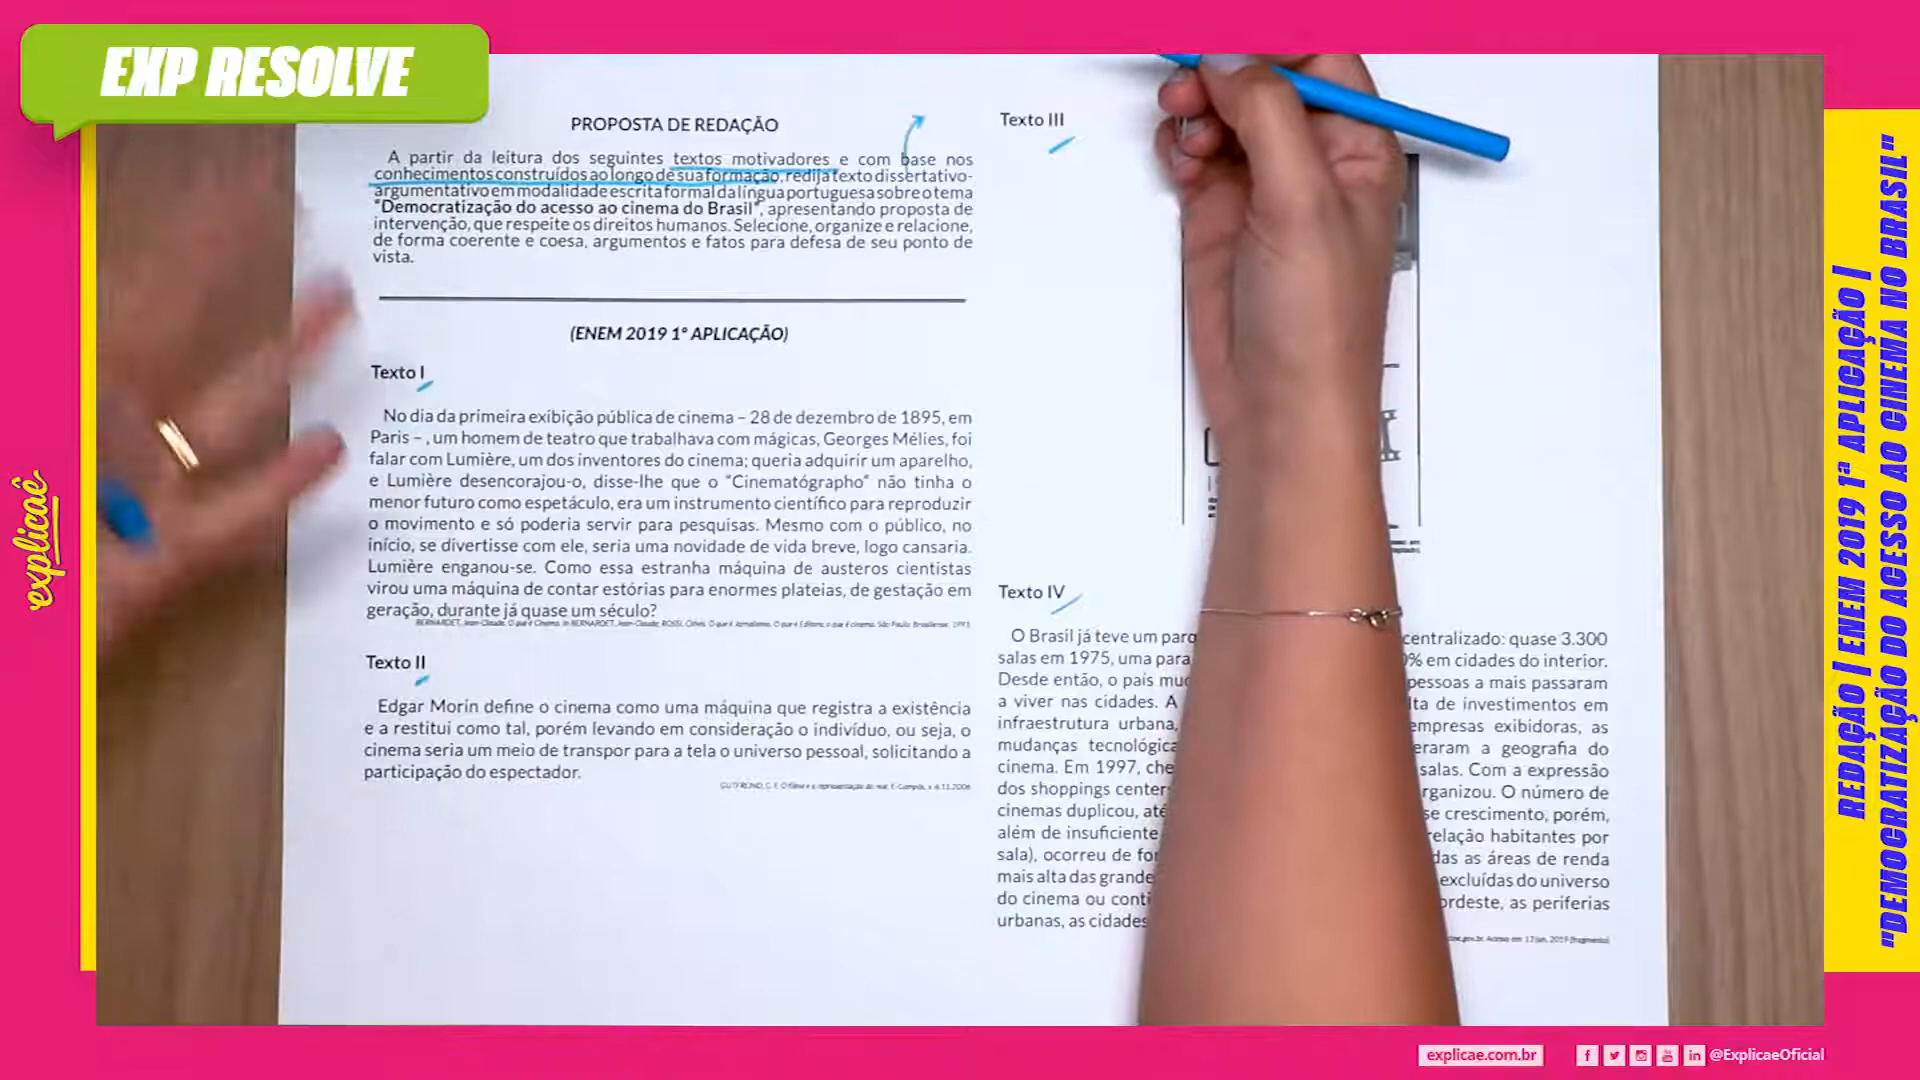 EXP RESOLVE
PROPOSTA DE REDAÇÃO
A partir da leitura dos seguintes textos motivadores e com base nos
conhecimentos construídos ao longo de sua formação, redija texto dissertativo-
argumentativo em modalidade escrita formal da língua portuguesa sobre o tema
"Democratização do acesso ao cinema do Brasil", apresentando proposta de
intervenção, que respeite os direitos humanos. Selecione, organize e relacione,
de forma coerente e coesa, argumentos e fatos para defesa de seu ponto de
vista.
(ENEM 2019 1º APLICAÇÃO)
Texto I
No dia da primeira exibição pública de cinema – 28 de dezembro de 1895, em
Paris – , um homem de teatro que trabalhava com mágicas, Georges Mélies, foi
falar com Lumière, um dos inventores do cinema; queria adquirir um aparelho,
e Lumière desencorajou-o, disse-lhe que o "Cinematógrapho" não tinha o
menor futuro como espetáculo, era um instrumento científico para reproduzir
o movimento e só poderia servir para pesquisas. Mesmo com o público, no
início, se divertisse com ele, seria uma novidade de vida breve, logo cansaria.
Lumière enganou-se. Como essa estranha máquina de austeros cientistas
virou uma máquina de contar estórias para enormes plateias, de gestação em
geração, durante já quase um século?
Texto II
Edgar Morin define o cinema como uma máquina que registra a existência
e a restitui como tal, porém levando em consideração o indivíduo, ou seja, o
cinema seria um meio de transpor para a tela o universo pessoal, solicitando a
participação do espectador.
Texto III
Texto IV
O Brasil já teve um parq centralizado: quase 3.300
salas em 1975, uma para % em cidades do interior.
Desde então, o país mu pessoas a mais passaram
a viver nas cidades. A lta de investimentos em
infraestrutura urbana, empresas exibidoras, as
mudanças tecnológica eraram a geografia do
cinema. Em 1997, che salas. Com a expressão
dos shoppings center rganizou. O número de
cinemas duplicou, até se crescimento, porém,
além de insuficiente relação habitantes por
sala), ocorreu de for das as áreas de renda
mais alta das grande excluídas do universo
do cinema ou conti ordeste, as periferias
urbanas, as cidades
explicaê
REDAÇÃO | ENEM 2019 1ª APLICAÇÃO |
"DEMOCRATIZAÇÃO DO ACESSO AO CINEMA NO BRASIL"
explicae.com.br
@ExplicaeOficial